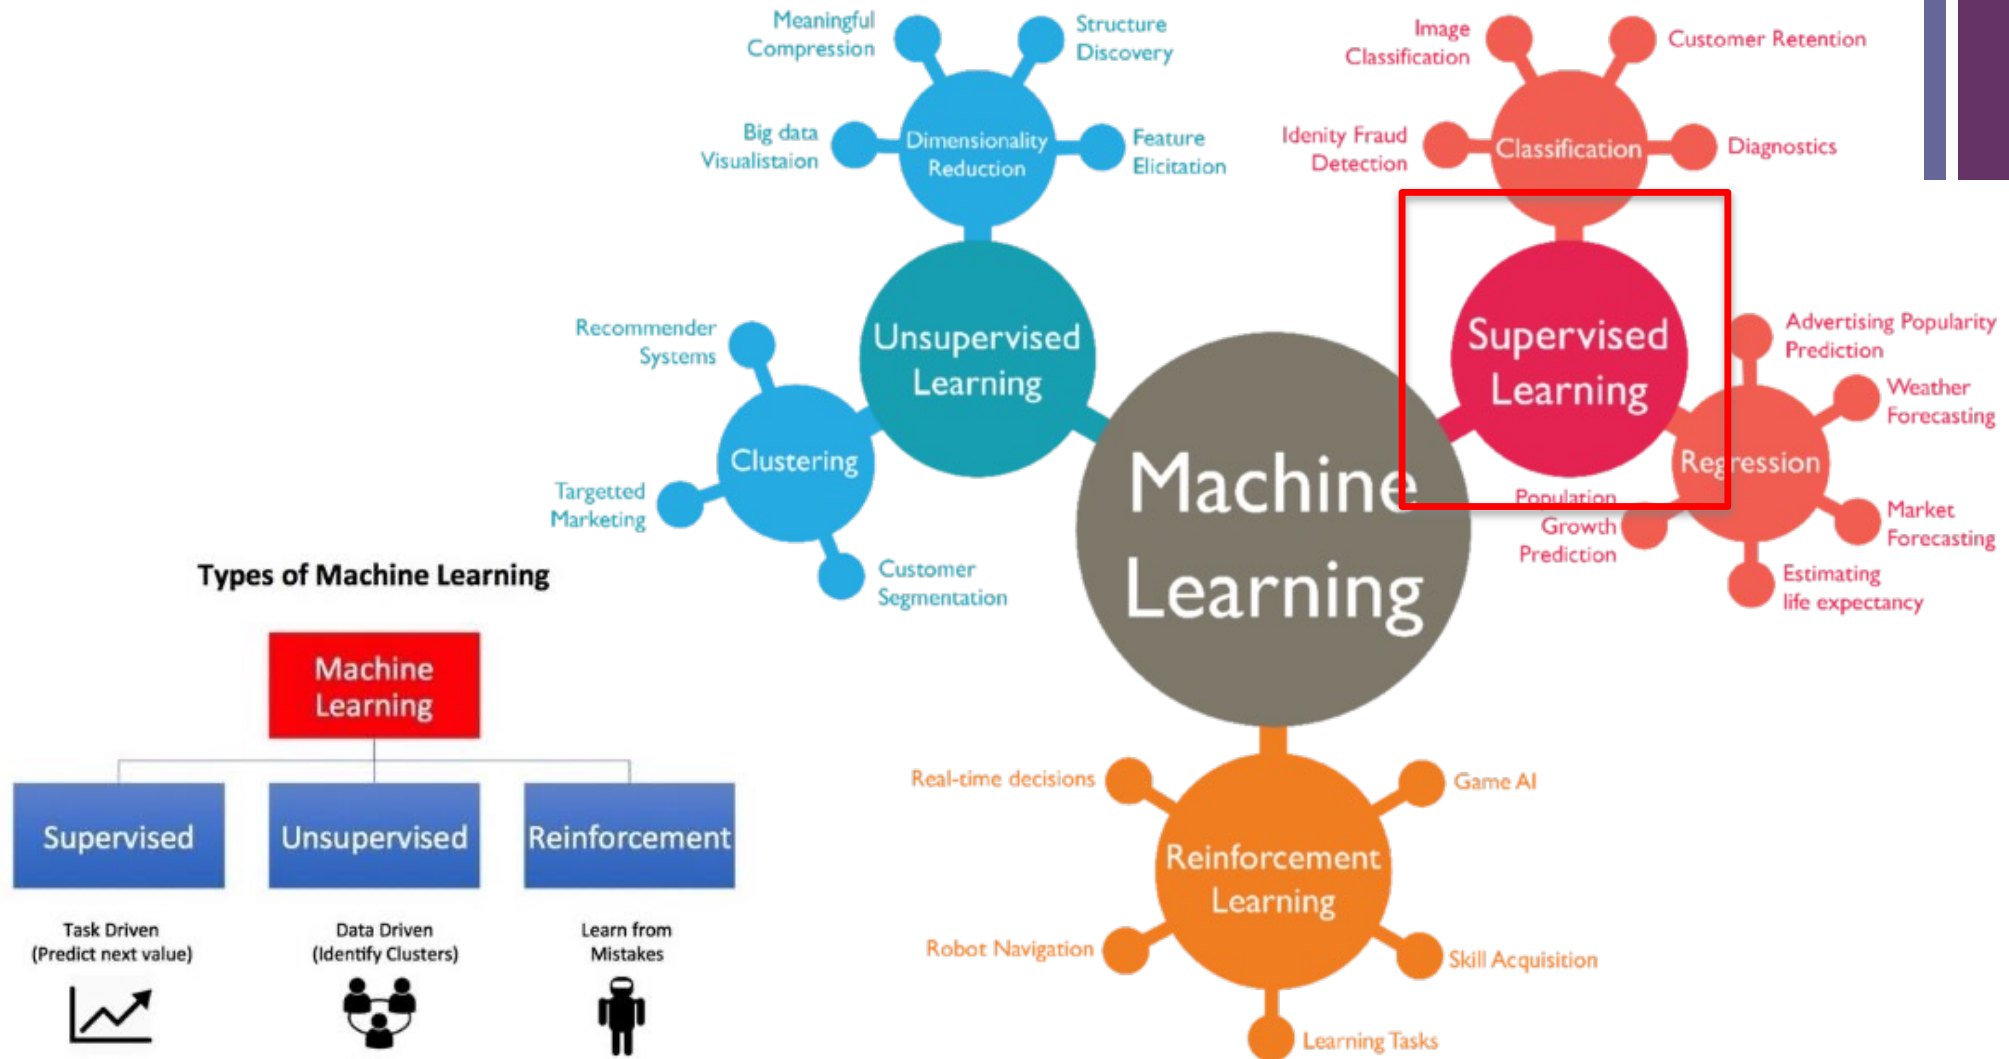 Meaningful
Compression
Structure
Discovery
Big data
Visualistaion
Dimensionality
Reduction
Feature
Elicitation
Image
Classification
Customer Retention
Idenity Fraud
Detection
Classification
Diagnostics
Recommender
Systems
Unsupervised
Learning
Clustering
Targetted
Marketing
Customer
Segmentation
Supervised
Learning
Advertising Popularity
Prediction
Weather
Forecasting
Regression
Population
Growth
Prediction
Market
Forecasting
Estimating
life expectancy
Machine
Learning
Real-time decisions
Game AI
Reinforcement
Learning
Robot Navigation
Skill Acquisition
Learning Tasks
Types of Machine Learning
Machine
Learning
Supervised
Unsupervised
Reinforcement
Task Driven
(Predict next value)
Data Driven
(Identify Clusters)
Learn from
Mistakes